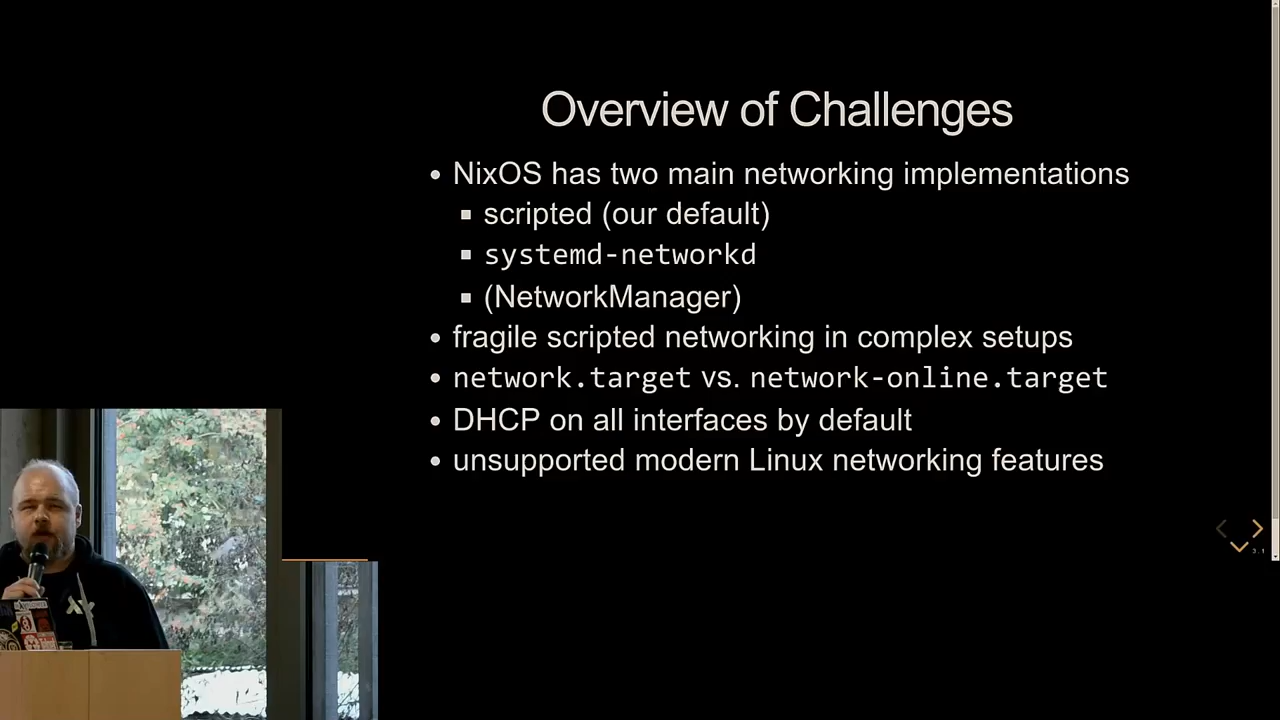 Overview of Challenges
• NixOS has two main networking implementations
▪ scripted (our default)
▪ systemd-networkd
▪ (NetworkManager)
• fragile scripted networking in complex setups
• network.target vs. network-online.target
• DHCP on all interfaces by default
• unsupported modern Linux networking features
3.1